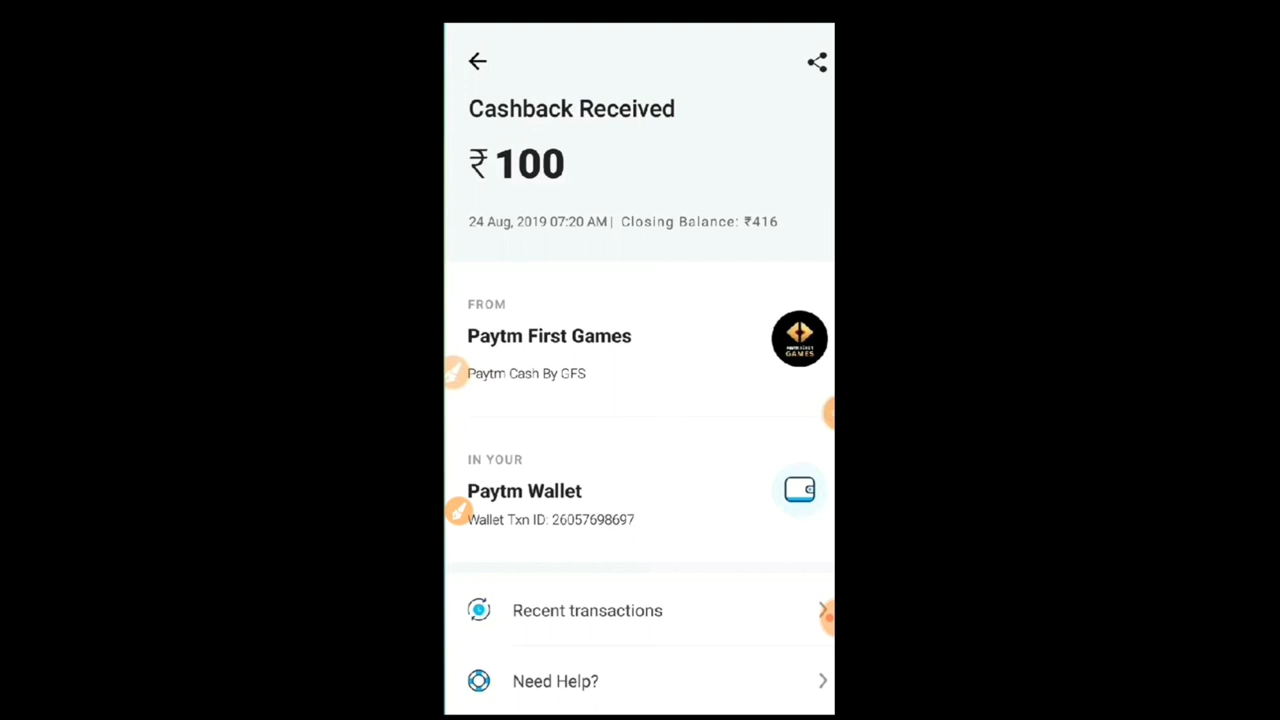 Cashback Received
₹100
24 Aug, 2019 07:20 AM | Closing Balance: ₹416
FROM
Paytm First Games
GAMES
Paytm Cash By GFS
IN YOUR
Paytm Wallet
Wallet Txn ID: 26057698697
Recent transactions
Need Help?